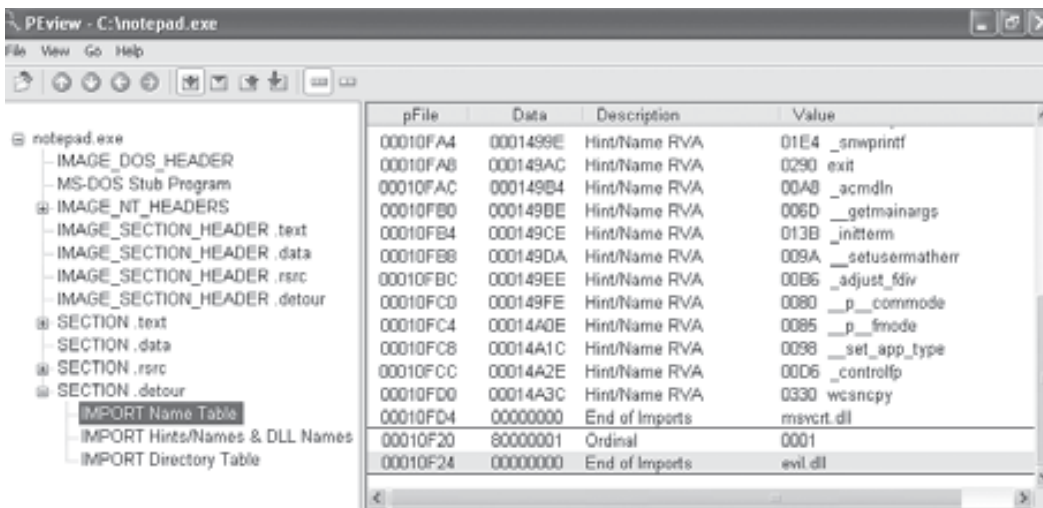 PEview - C:\notepad.exe
File View Go Help
notepad.exe
IMAGE_DOS_HEADER
MS-DOS Stub Program
IMAGE_NT_HEADERS
IMAGE_SECTION_HEADER .text
IMAGE_SECTION_HEADER .data
IMAGE_SECTION_HEADER .rsrc
IMAGE_SECTION_HEADER .detour
SECTION .text
SECTION .data
SECTION .rsrc
SECTION .detour
IMPORT Name Table
IMPORT Hints/Names & DLL Names
IMPORT Directory Table
pFile Data Description Value
00010FA4 0001499E Hint/Name RVA 01E4 _snwprintf
00010FA8 000149AC Hint/Name RVA 0290 exit
00010FAC 000149B4 Hint/Name RVA 00A8 _acmdln
00010FB0 000149BE Hint/Name RVA 006D __getmainargs
00010FB4 000149CE Hint/Name RVA 013B _initterm
00010FB8 000149DA Hint/Name RVA 009A __setusermatherr
00010FBC 000149EE Hint/Name RVA 00B6 _adjust_fdiv
00010FC0 000149FE Hint/Name RVA 0080 __p__commode
00010FC4 00014A0E Hint/Name RVA 0085 __p__fmode
00010FC8 00014A1C Hint/Name RVA 0098 __set_app_type
00010FCC 00014A2E Hint/Name RVA 00D6 _controlfp
00010FD0 00014A3C Hint/Name RVA 0330 wcsncpy
00010FD4 00000000 End of Imports msvcrt.dll
00010F20 80000001 Ordinal 0001
00010F24 00000000 End of Imports evil.dll